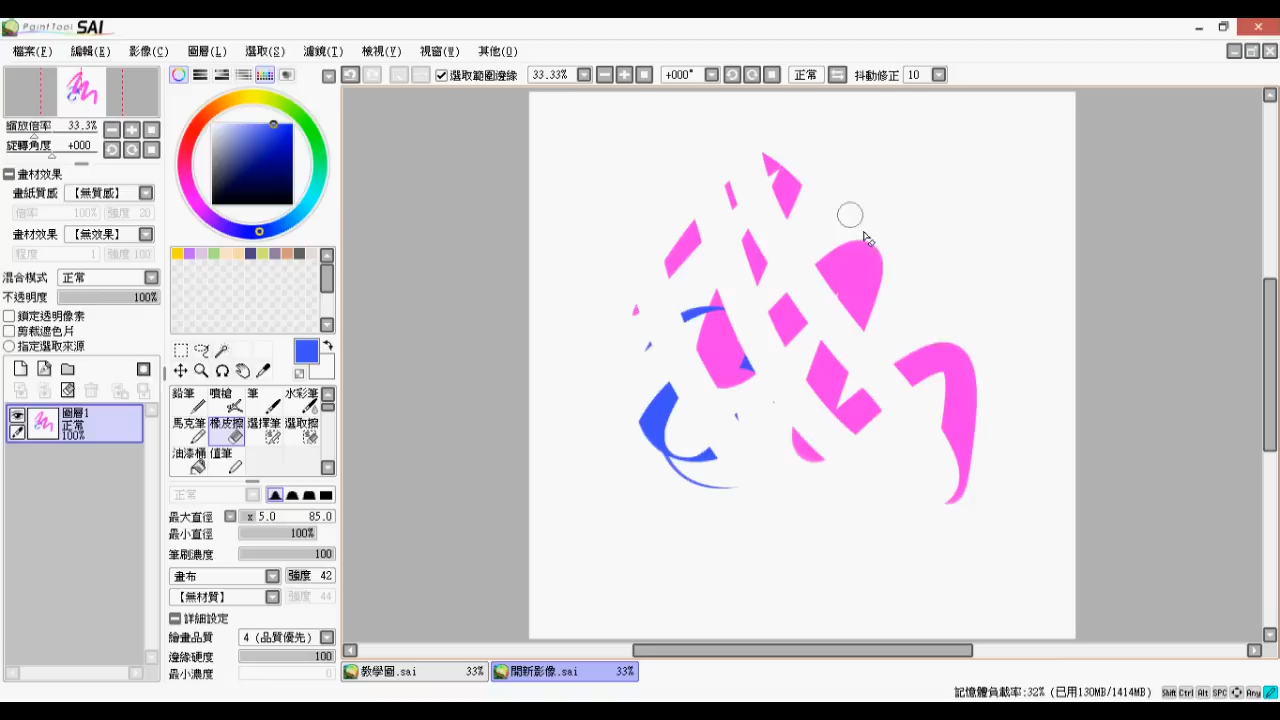 PaintTool SAI
檔案(F) 編輯(E) 影像(C) 圖層(L) 選取(S) 濾鏡(T) 檢視(V) 視窗(W) 其他(O)
選取範圍邊緣 33.33% +000° 正常 抖動修正 10
縮放倍率 33.3%
旋轉角度 +000
畫材效果
畫紙質感 【無質感】
倍率 100% 強度 20
畫材效果 【無效果】
程度 1 強度 100
混合模式 正常
不透明度 100%
鎖定透明像素
剪裁遮色片
指定選取來源
圖層1
正常
100%
鉛筆 噴槍 筆 水彩筆
馬克筆 橡皮擦 選擇筆 選取擦
油漆桶 值筆
正常
最大直徑 x 5.0 85.0
最小直徑 100%
筆刷濃度 100
畫布 強度 42
【無材質】 強度 44
詳細設定
繪畫品質 4 (品質優先)
邊緣硬度 100
最小濃度 0
教學圖.sai 33% 開新影像.sai 33%
記憶體負載率:32% (已用130MB/1414MB) Shift Ctrl Alt SPC Any